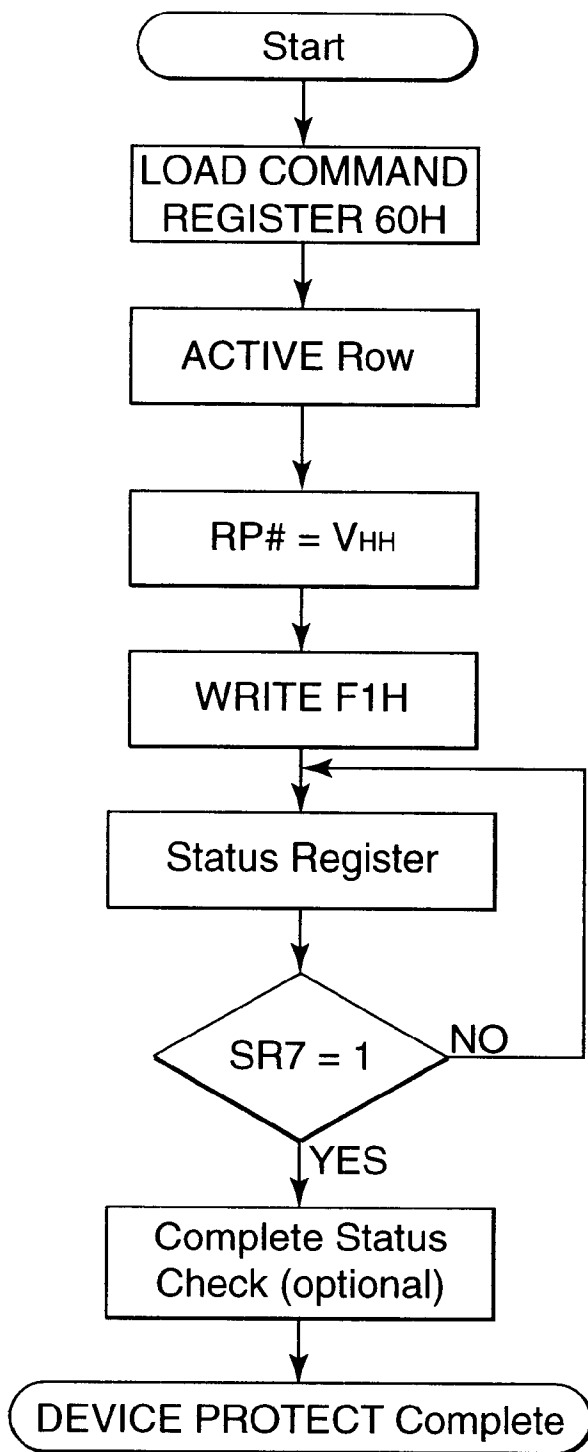 Start
LOAD COMMAND
REGISTER 60H
ACTIVE Row
RP# = VHH
WRITE F1H
Status Register
SR7 = 1
NO
YES
Complete Status
Check (optional)
DEVICE PROTECT Complete